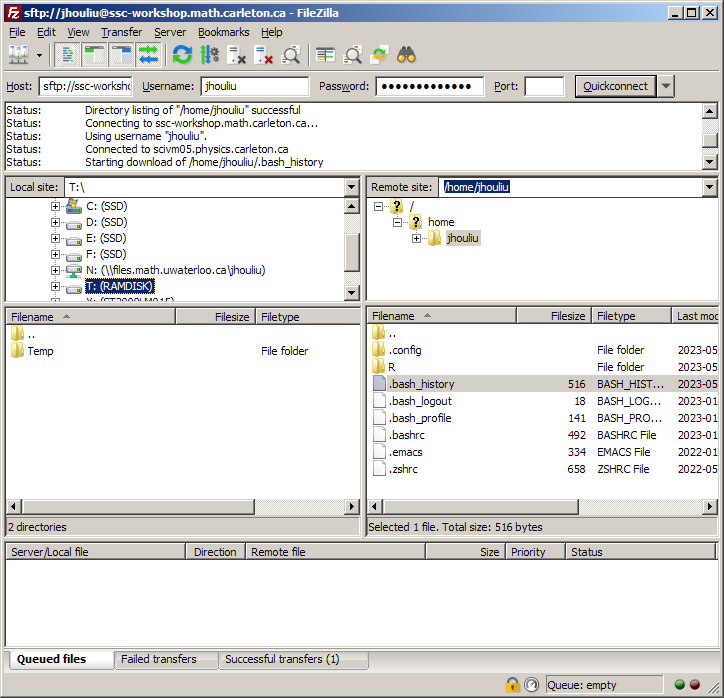 sftp://jhouliu@ssc-workshop.math.carleton.ca - FileZilla
File Edit View Transfer Server Bookmarks Help
Host: sftp://ssc-worksho Username: jhouliu Password: ●●●●●●●●●●●●● Port: Quickconnect
Status: Directory listing of "/home/jhouliu" successful
Status: Connecting to ssc-workshop.math.carleton.ca...
Status: Using username "jhouliu".
Status: Connected to scivm05.physics.carleton.ca
Status: Starting download of /home/jhouliu/.bash_history
Local site: T:\
C: (SSD)
D: (SSD)
E: (SSD)
F: (SSD)
N: (\\files.math.uwaterloo.ca\jhouliu)
T: (RAMDISK)
Remote site: /home/jhouliu
/
home
jhouliu
Filename Filesize Filetype
..
Temp File folder
2 directories
Filename Filesize Filetype Last mod
..
.config File folder 2023-05
R File folder 2023-05
.bash_history 516 BASH_HIST... 2023-05
.bash_logout 18 BASH_LOG... 2023-01
.bash_profile 141 BASH_PRO... 2023-01
.bashrc 492 BASHRC File 2023-01
.emacs 334 EMACS File 2022-01
.zshrc 658 ZSHRC File 2022-05
Selected 1 file. Total size: 516 bytes
Server/Local file Direction Remote file Size Priority Status
Queued files Failed transfers Successful transfers (1)
Queue: empty